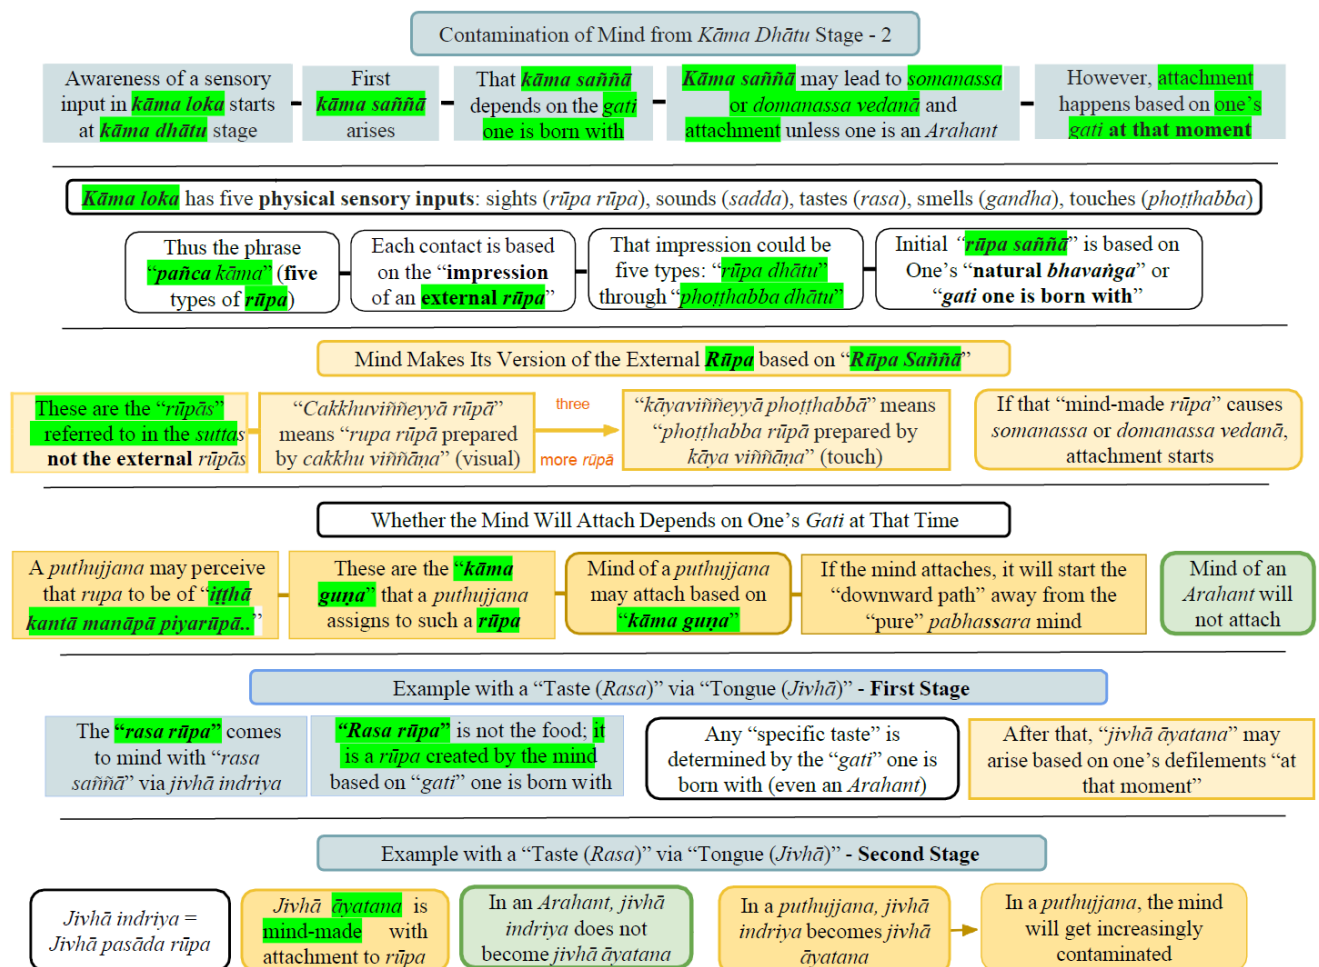 Contamination of Mind from Kāma Dhātu Stage - 2
Awareness of a sensory
input in kāma loka starts
at kāma dhātu stage
First
kāma saññā
arises
That kāma saññā
depends on the gati
one is born with
Kāma saññā may lead to somanassa
or domanassa vedanā and
attachment unless one is an Arahant
However, attachment
happens based on one’s
gati at that moment
Kāma loka has five physical sensory inputs: sights (rūpa rūpa), sounds (sadda), tastes (rasa), smells (gandha), touches (phoṭṭhabba)
Thus the phrase
“pañca kāma” (five
types of rūpa)
Each contact is based
on the “impression
of an external rūpa”
That impression could be
five types: “rūpa dhātu”
through “phoṭṭhabba dhātu”
Initial “rūpa saññā” is based on
One’s “natural bhavaṅga” or
“gati one is born with”
Mind Makes Its Version of the External Rūpa based on “Rūpa Saññā”
These are the “rūpās”
referred to in the suttas
not the external rūpās
“Cakkhuviññeyyā rūpā”
means “rupa rūpā prepared
by cakkhu viññāṇa” (visual)
three
more rūpā
“kāyaviññeyyā phoṭṭhabbā” means
“phoṭṭhabba rūpā prepared by
kāya viññāṇa” (touch)
If that “mind-made rūpa” causes
somanassa or domanassa vedanā,
attachment starts
Whether the Mind Will Attach Depends on One’s Gati at That Time
A puthujjana may perceive
that rupa to be of “iṭṭhā
kantā manāpā piyarūpā..”
These are the “kāma
guṇa” that a puthujjana
assigns to such a rūpa
Mind of a puthujjana
may attach based on
“kāma guṇa”
If the mind attaches, it will start the
“downward path” away from the
“pure” pabhassara mind
Mind of an
Arahant will
not attach
Example with a “Taste (Rasa)” via “Tongue (Jivhā)” - First Stage
The “rasa rūpa” comes
to mind with “rasa
saññā” via jivhā indriya
“Rasa rūpa” is not the food; it
is a rūpa created by the mind
based on “gati” one is born with
Any “specific taste” is
determined by the “gati” one is
born with (even an Arahant)
After that, “jivhā āyatana” may
arise based on one’s defilements “at
that moment”
Example with a “Taste (Rasa)” via “Tongue (Jivhā)” - Second Stage
Jivhā indriya =
Jivhā pasāda rūpa
Jivhā āyatana is
mind-made with
attachment to rūpa
In an Arahant, jivhā
indriya does not
become jivhā āyatana
In a puthujjana, jivhā
indriya becomes jivhā
āyatana
In a puthujjana, the mind
will get increasingly
contaminated